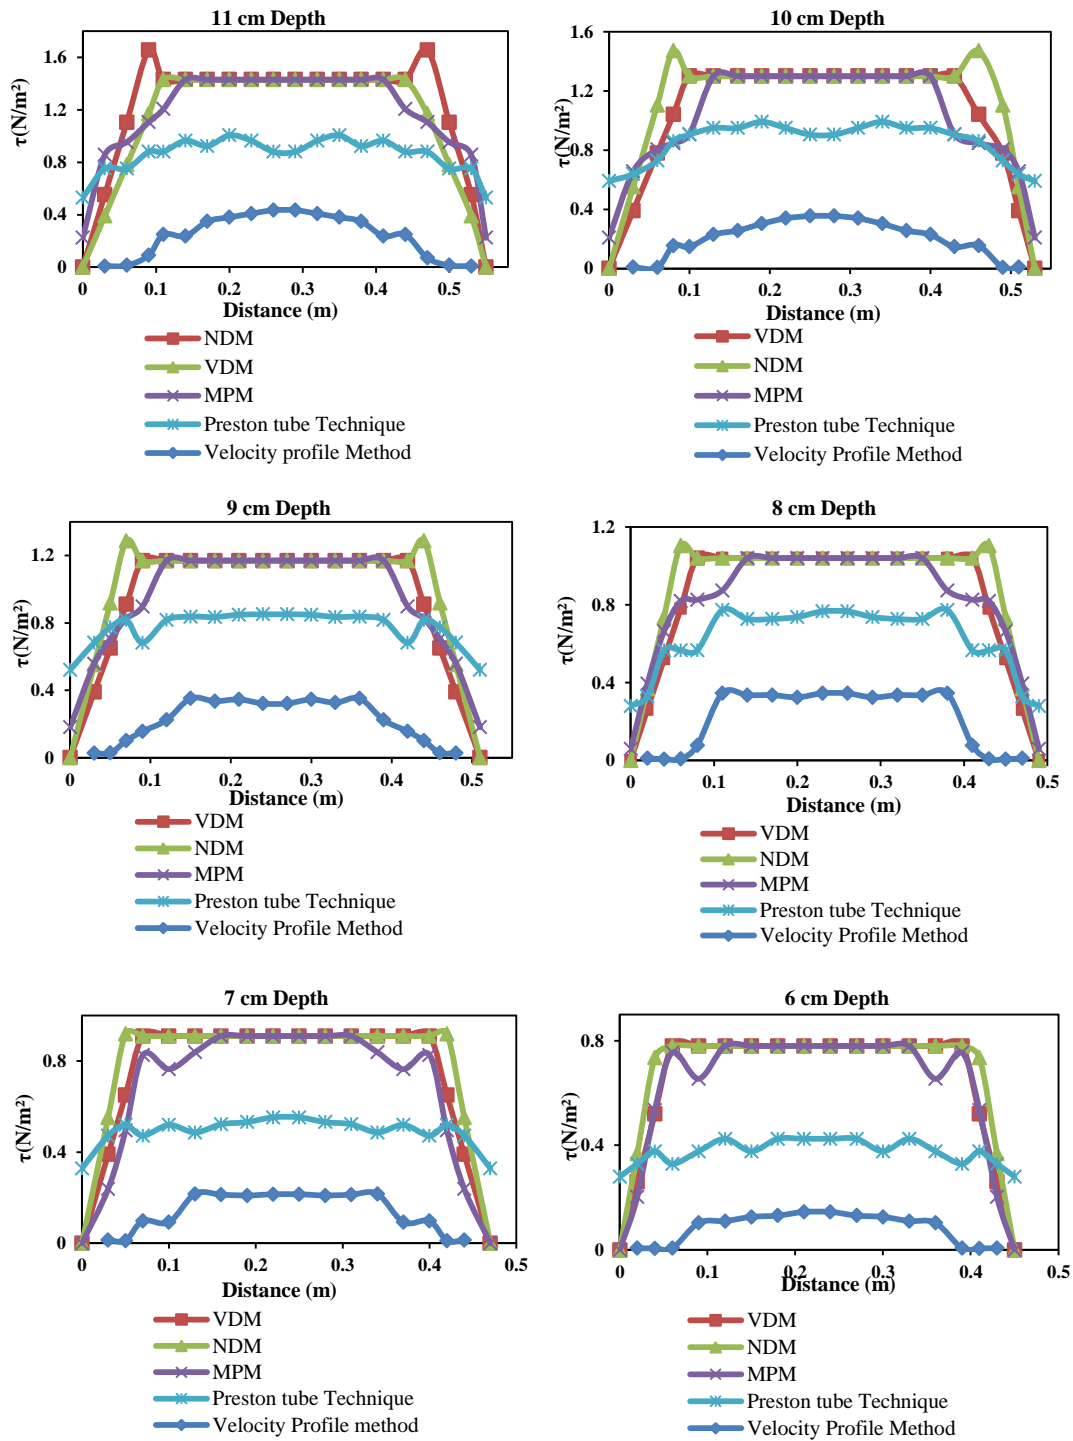 11 cm Depth
τ(N/m²)
1.6
1.2
0.8
0.4
0
0 0.1 0.2 0.3 0.4 0.5
Distance (m)
NDM
VDM
MPM
Preston tube Technique
Velocity profile Method
10 cm Depth
τ(N/m²)
1.6
1.2
0.8
0.4
0
0 0.1 0.2 0.3 0.4 0.5
Distance (m)
VDM
NDM
MPM
Preston tube Technique
Velocity Profile Method
9 cm Depth
τ(N/m²)
1.2
0.8
0.4
0
0 0.1 0.2 0.3 0.4 0.5
Distance (m)
VDM
NDM
MPM
Preston tube Technique
Velocity Profile Method
8 cm Depth
τ(N/m²)
1.2
0.8
0.4
0
0 0.1 0.2 0.3 0.4 0.5
Distance (m)
VDM
NDM
MPM
Preston tube Technique
Velocity Profile Method
7 cm Depth
τ(N/m²)
0.8
0.4
0
0 0.1 0.2 0.3 0.4 0.5
Distance (m)
VDM
NDM
MPM
Preston tube Technique
Velocity Profile method
6 cm Depth
τ(N/m²)
0.8
0.4
0
0 0.1 0.2 0.3 0.4 0.5
Distance (m)
VDM
NDM
MPM
Preston tube Technique
Velocity Profile Method